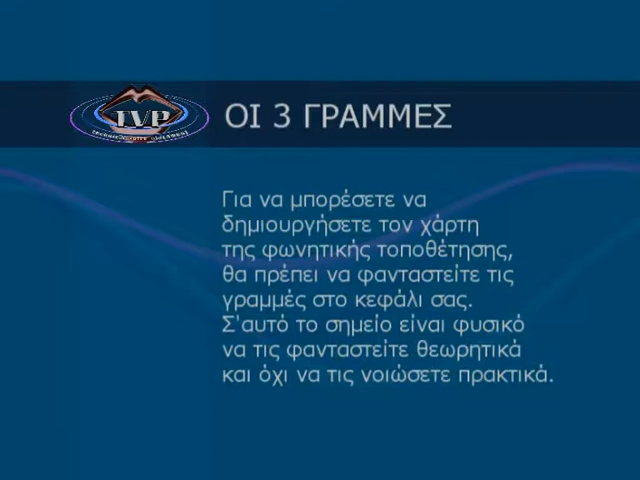 TVP
ΟΙ 3 ΓΡΑΜΜΕΣ
Για να μπορέσετε να
δημιουργήσετε τον χάρτη
της φωνητικής τοποθέτησης,
θα πρέπει να φανταστείτε τις
γραμμές στο κεφάλι σας.
Σ'αυτό το σημείο είναι φυσικό
να τις φανταστείτε θεωρητικά
και όχι να τις νοιώσετε πρακτικά.